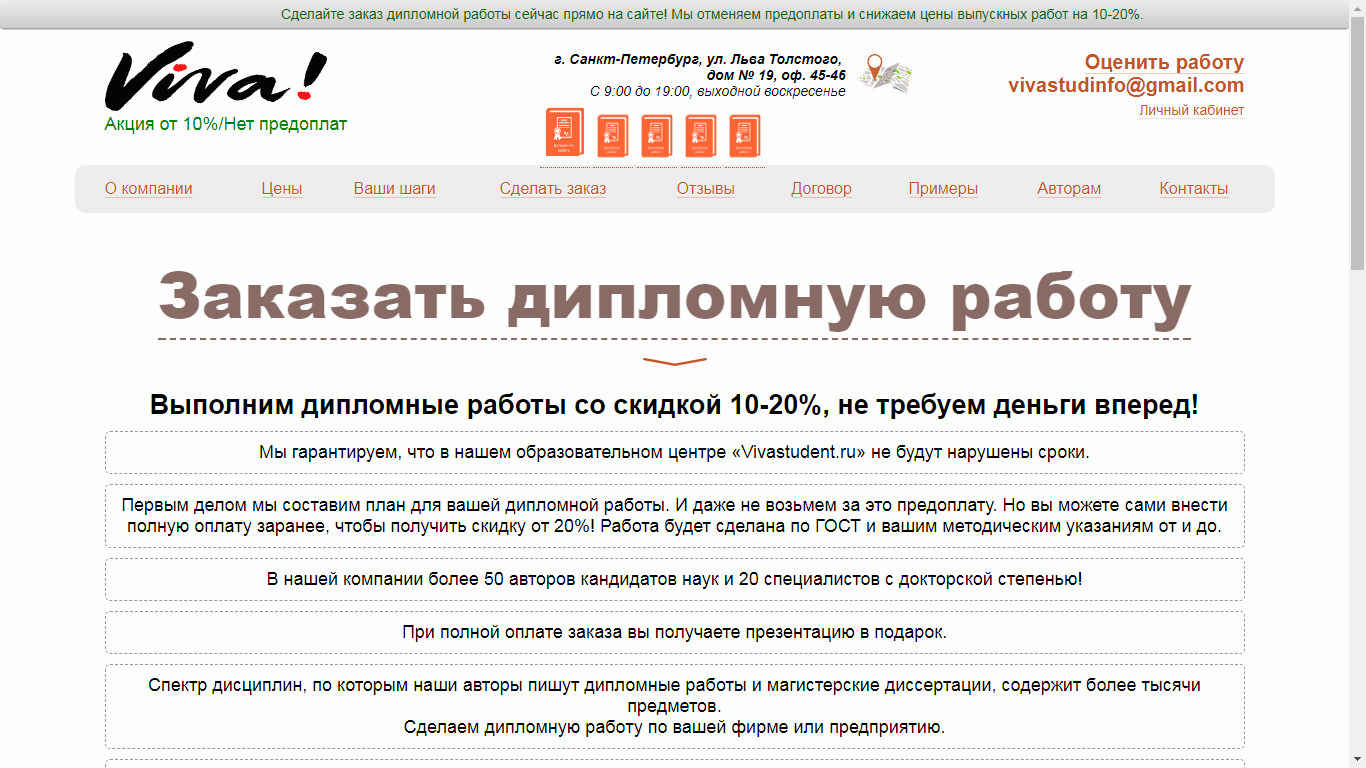 Сделайте заказ дипломной работы сейчас прямо на сайте! Мы отменяем предоплаты и снижаем цены выпускных работ на 10-20%.
Viva!
Акция от 10%/Нет предоплат
г. Санкт-Петербург, ул. Льва Толстого,
дом № 19, оф. 45-46
С 9:00 до 19:00, выходной воскресенье
Оценить работу
vivastudinfo@gmail.com
Личный кабинет
О компании Цены Ваши шаги Сделать заказ Отзывы Договор Примеры Авторам Контакты
Заказать дипломную работу
Выполним дипломные работы со скидкой 10-20%, не требуем деньги вперед!
Мы гарантируем, что в нашем образовательном центре «Vivastudent.ru» не будут нарушены сроки.
Первым делом мы составим план для вашей дипломной работы. И даже не возьмем за это предоплату. Но вы можете сами внести
полную оплату заранее, чтобы получить скидку от 20%! Работа будет сделана по ГОСТ и вашим методическим указаниям от и до.
В нашей компании более 50 авторов кандидатов наук и 20 специалистов с докторской степенью!
При полной оплате заказа вы получаете презентацию в подарок.
Спектр дисциплин, по которым наши авторы пишут дипломные работы и магистерские диссертации, содержит более тысячи
предметов.
Сделаем дипломную работу по вашей фирме или предприятию.